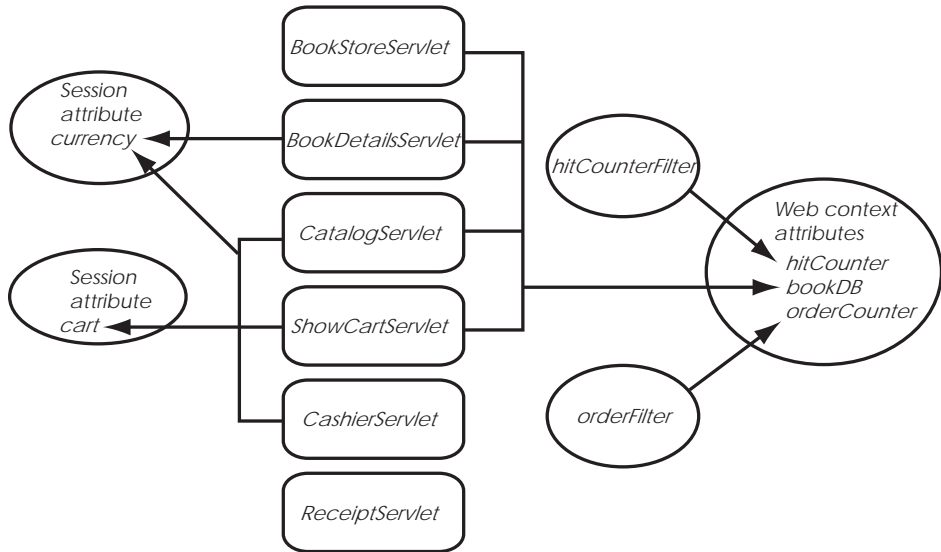 BookStoreServlet
Session
attribute
currency
BookDetailsServlet
hitCounterFilter
CatalogServlet
Web context
attributes
hitCounter
bookDB
orderCounter
Session
attribute
cart
ShowCartServlet
CashierServlet
orderFilter
ReceiptServlet